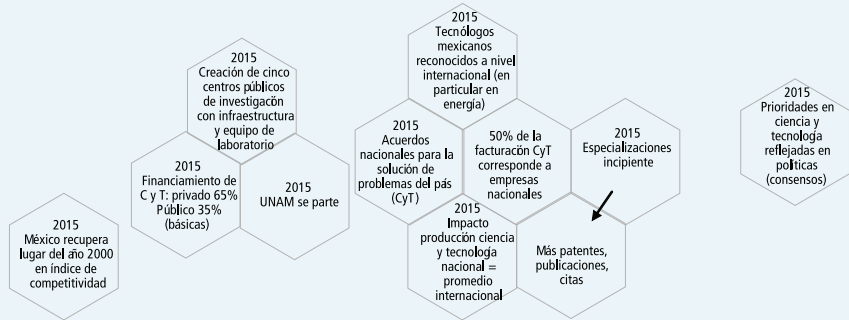 2015
México recupera
lugar del año 2000
en índice de
competitividad
2015
Creación de cinco
centros públicos
de investigación
con infraestructura
y equipo de
laboratorio
2015
Financiamiento de
C y T: privado 65%
Público 35%
(básicas)
2015
UNAM se parte
2015
Tecnólogos
mexicanos
reconocidos a nivel
internacional (en
particular en
energía)
2015
Acuerdos
nacionales para la
solución de
problemas del país
(CyT)
50% de la
facturación CyT
corresponde a
empresas
nacionales
2015
Especializaciones
incipiente
2015
Impacto
producción ciencia
y tecnología
nacional =
promedio
internacional
Más patentes,
publicaciones,
citas
2015
Prioridades en
ciencia y
tecnología
reflejadas en
políticas
(consensos)